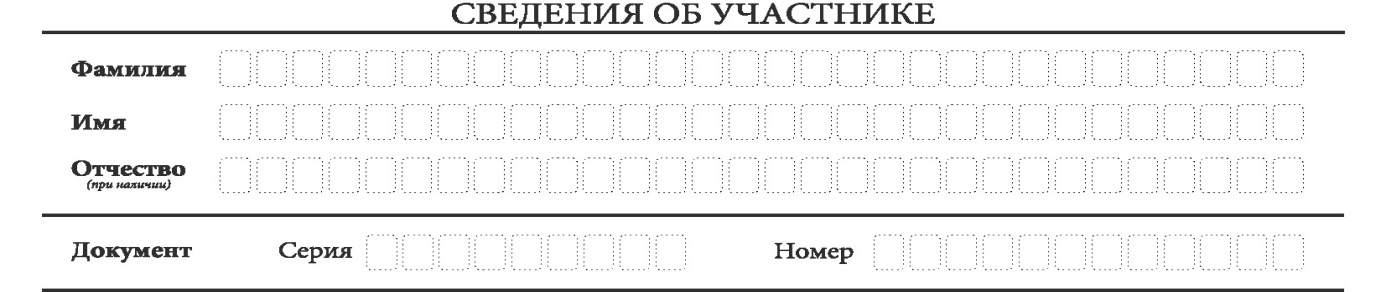 СВЕДЕНИЯ ОБ УЧАСТНИКЕ
Фамилия
Имя
Отчество
(при наличии)
Документ Серия Номер